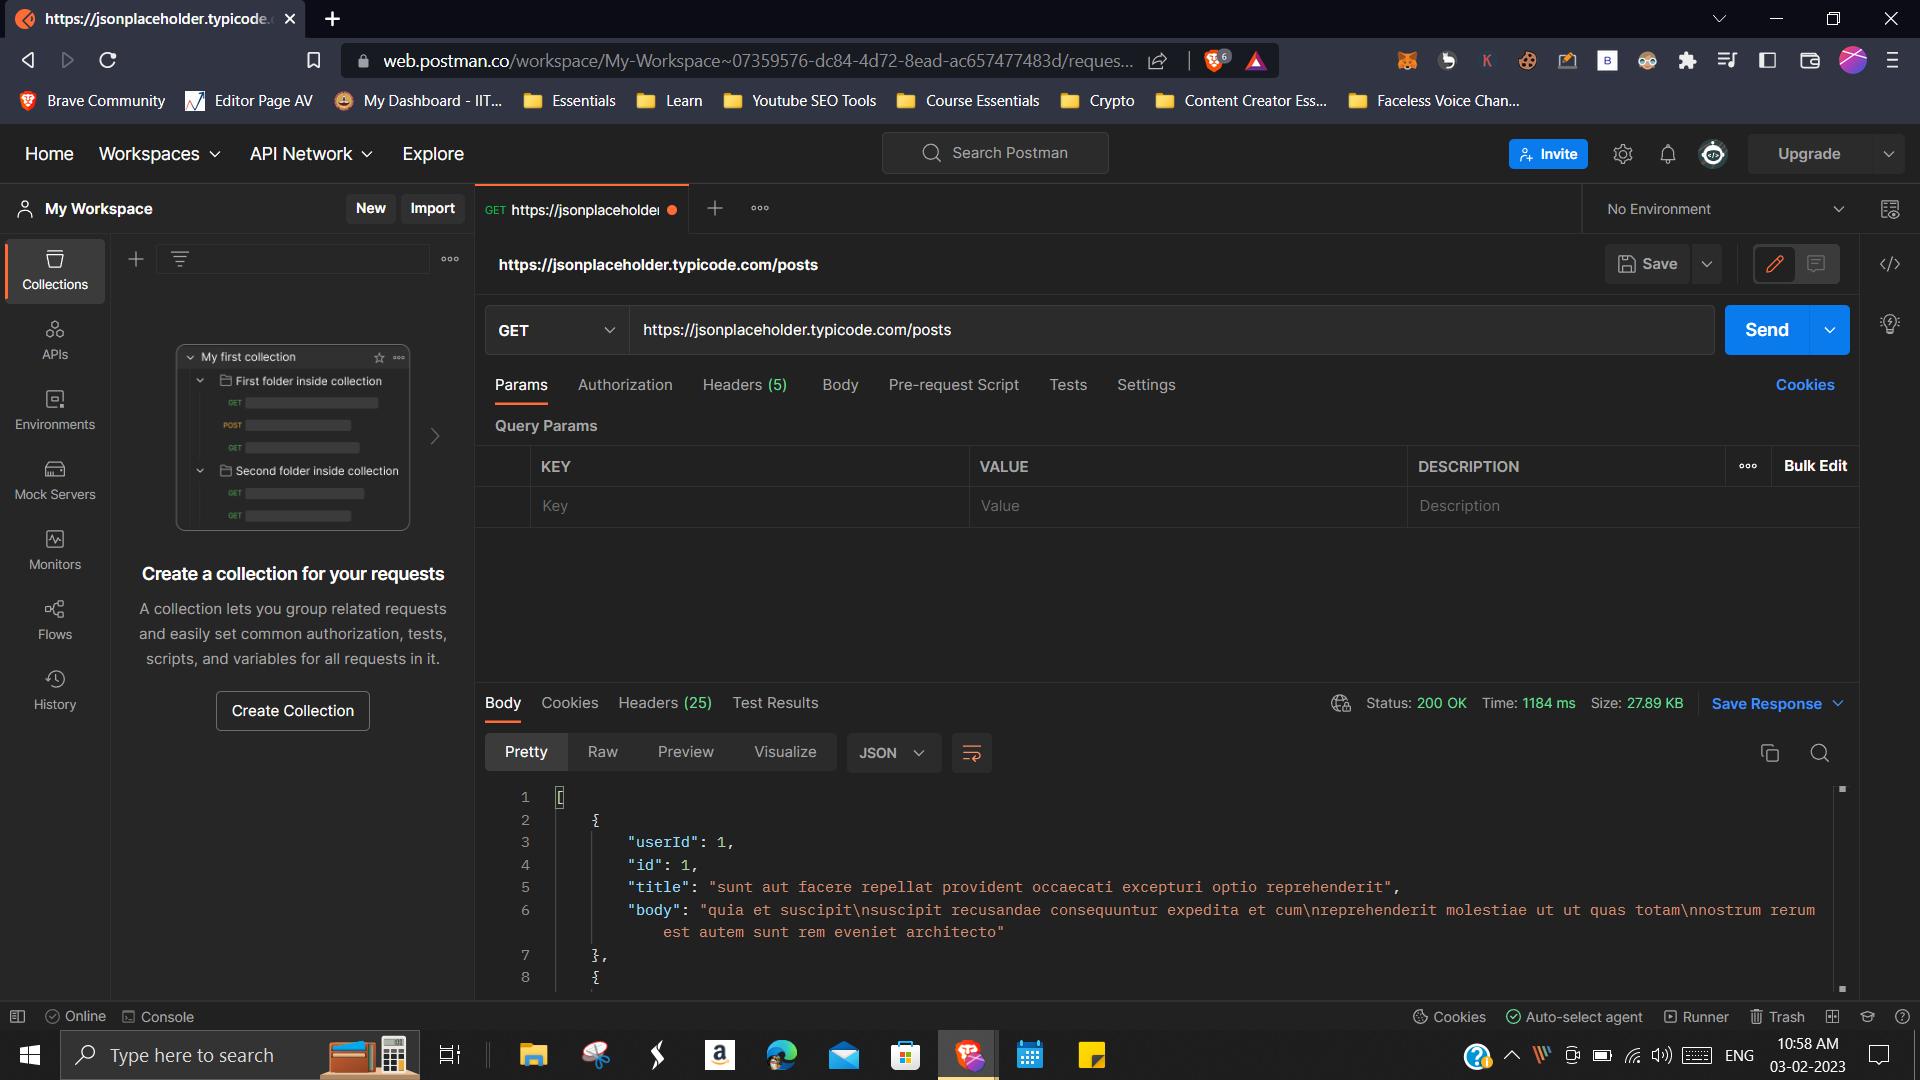 https://jsonplaceholder.typicode.
web.postman.co/workspace/My-Workspace~07359576-dc84-4d72-8ead-ac657477483d/reques...
6
K
B
Brave Community
Editor Page AV
My Dashboard - IIT...
Essentials
Learn
Youtube SEO Tools
Course Essentials
Crypto
Content Creator Ess...
Faceless Voice Chan...
Home
Workspaces
API Network
Explore
Search Postman
Invite
Upgrade
My Workspace
New
Import
GET https://jsonplaceholder
No Environment
Collections
APIs
Environments
Mock Servers
Monitors
Flows
History
My first collection
First folder inside collection
GET
POST
GET
Second folder inside collection
GET
GET
Create a collection for your requests
A collection lets you group related requests
and easily set common authorization, tests,
scripts, and variables for all requests in it.
Create Collection
https://jsonplaceholder.typicode.com/posts
Save
GET
https://jsonplaceholder.typicode.com/posts
Send
Params
Authorization
Headers (5)
Body
Pre-request Script
Tests
Settings
Cookies
Query Params
KEY
VALUE
DESCRIPTION
Bulk Edit
Key
Value
Description
Body
Cookies
Headers (25)
Test Results
Status: 200 OK
Time: 1184 ms
Size: 27.89 KB
Save Response
Pretty
Raw
Preview
Visualize
JSON
1 [
2 {
3 "userId": 1,
4 "id": 1,
5 "title": "sunt aut facere repellat provident occaecati excepturi optio reprehenderit",
6 "body": "quia et suscipit\nsuscipit recusandae consequuntur expedita et cum\nreprehenderit molestiae ut ut quas totam\nnostrum rerum
est autem sunt rem eveniet architecto"
7 },
8 {
Online
Console
Cookies
Auto-select agent
Runner
Trash
Type here to search
ENG
10:58 AM
03-02-2023